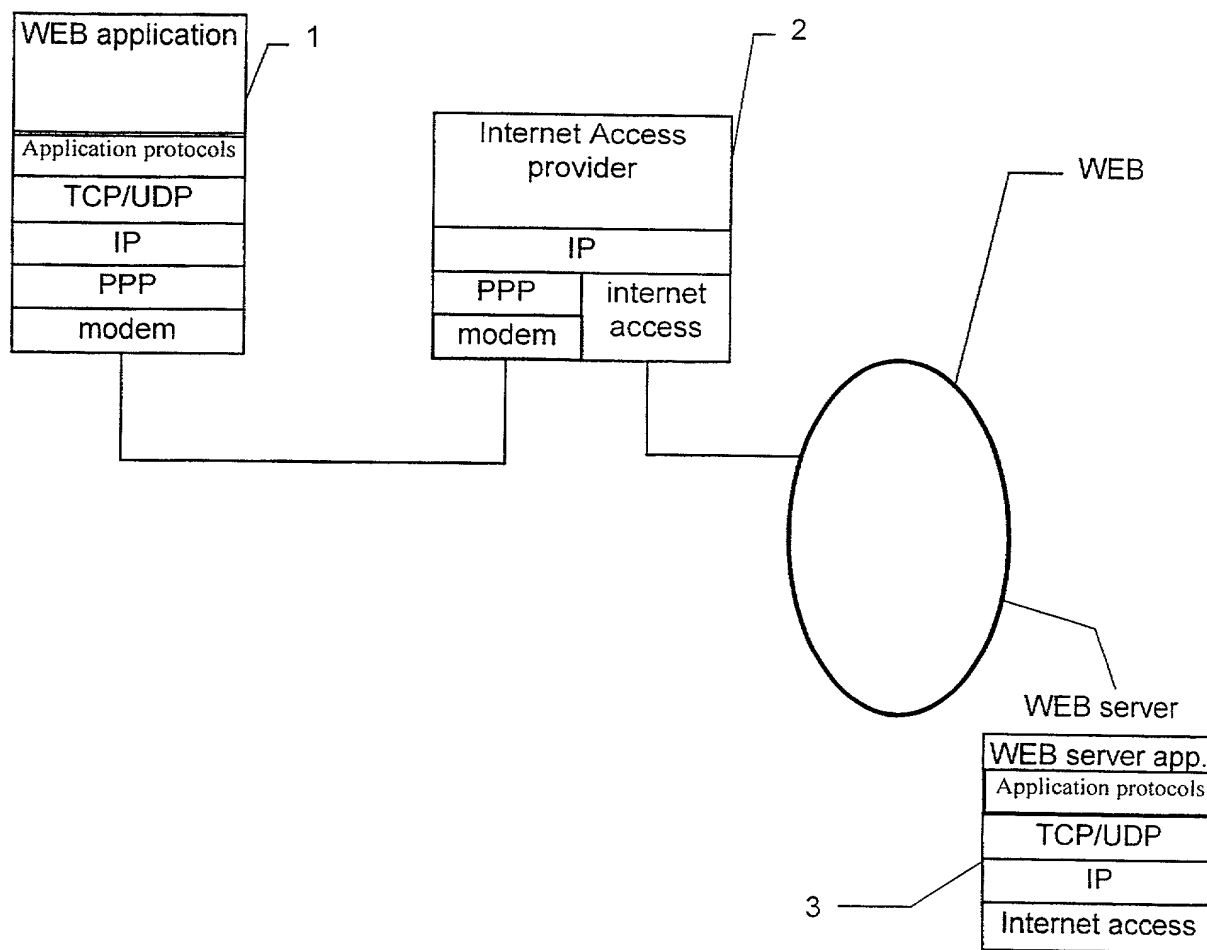 WEB application
1
Application protocols
TCP/UDP
IP
PPP
modem
2
Internet Access
provider
IP
PPP
modem
internet
access
WEB
WEB server
WEB server app.
Application protocols
TCP/UDP
IP
Internet access
3